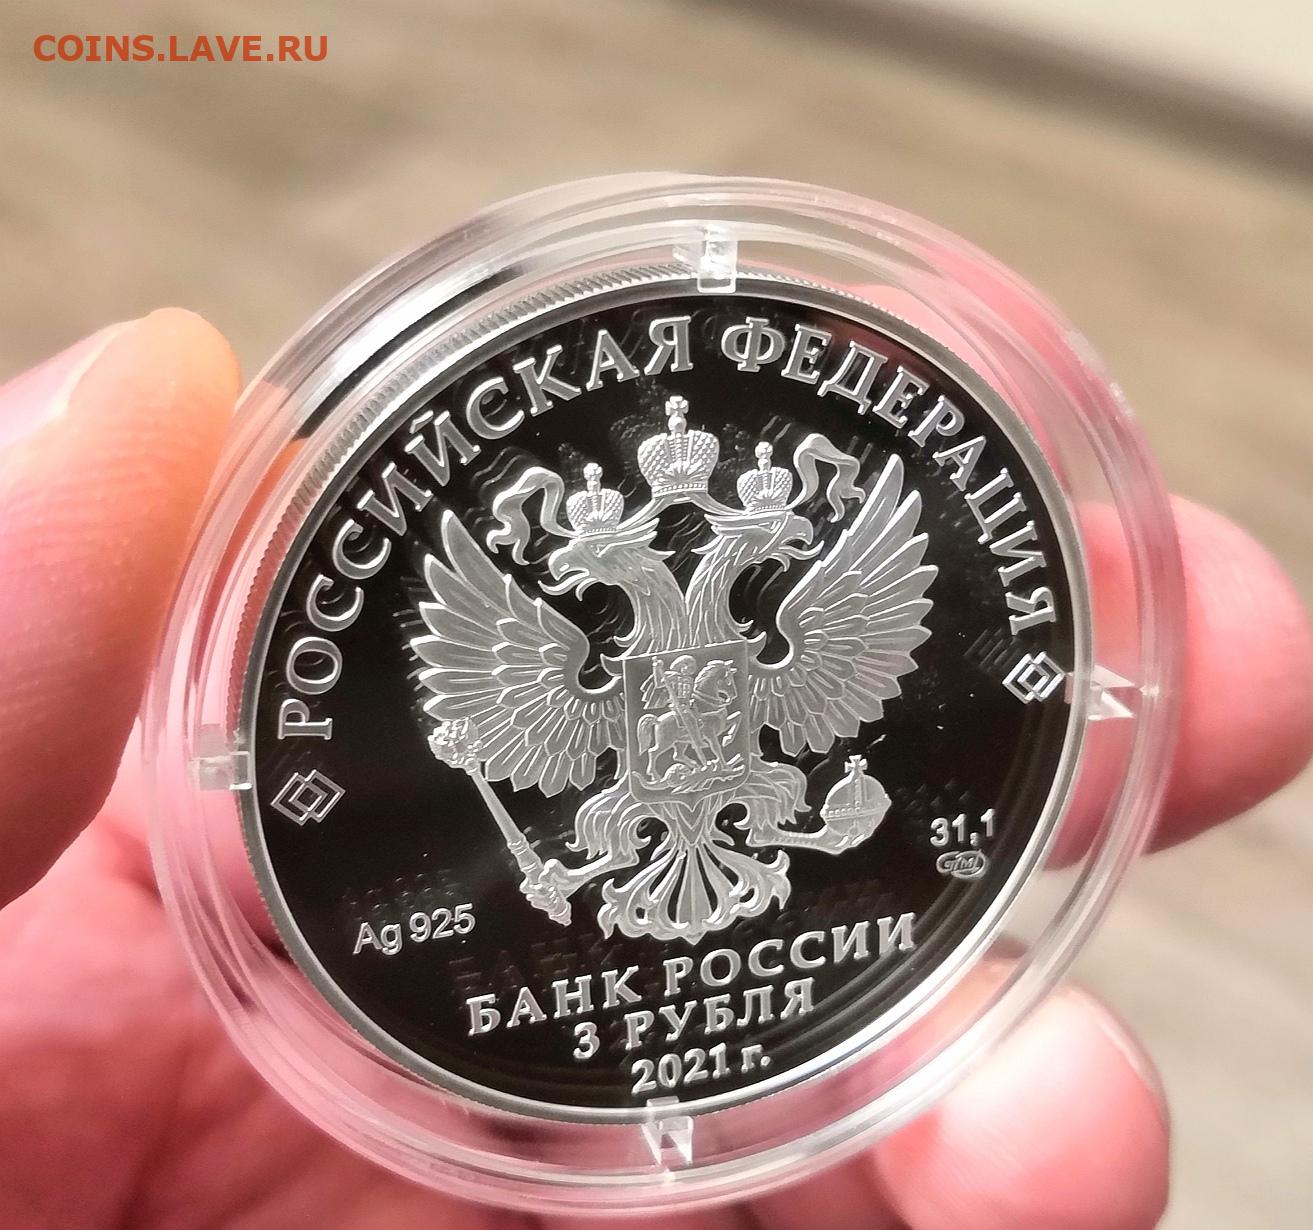 COINS.LAVE.RU
РОССИЙСКАЯ ФЕДЕРАЦИЯ
31,1
СПМД
Ag 925
БАНК РОССИИ
3 РУБЛЯ
2021 г.